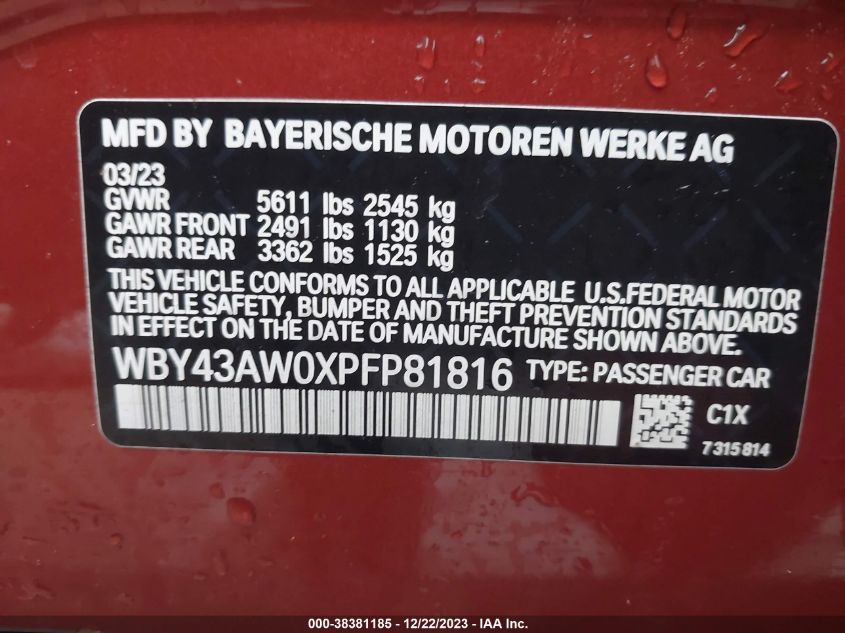 MFD BY BAYERISCHE MOTOREN WERKE AG
03/23
GVWR 5611 lbs 2545 kg
GAWR FRONT 2491 lbs 1130 kg
GAWR REAR 3362 lbs 1525 kg
THIS VEHICLE CONFORMS TO ALL APPLICABLE U.S.FEDERAL MOTOR
VEHICLE SAFETY, BUMPER AND THEFT PREVENTION STANDARDS
IN EFFECT ON THE DATE OF MANUFACTURE SHOWN ABOVE.
WBY43AW0XPFP81816 TYPE: PASSENGER CAR
C1X
7315814
000-38381185 - 12/22/2023 - IAAI.com